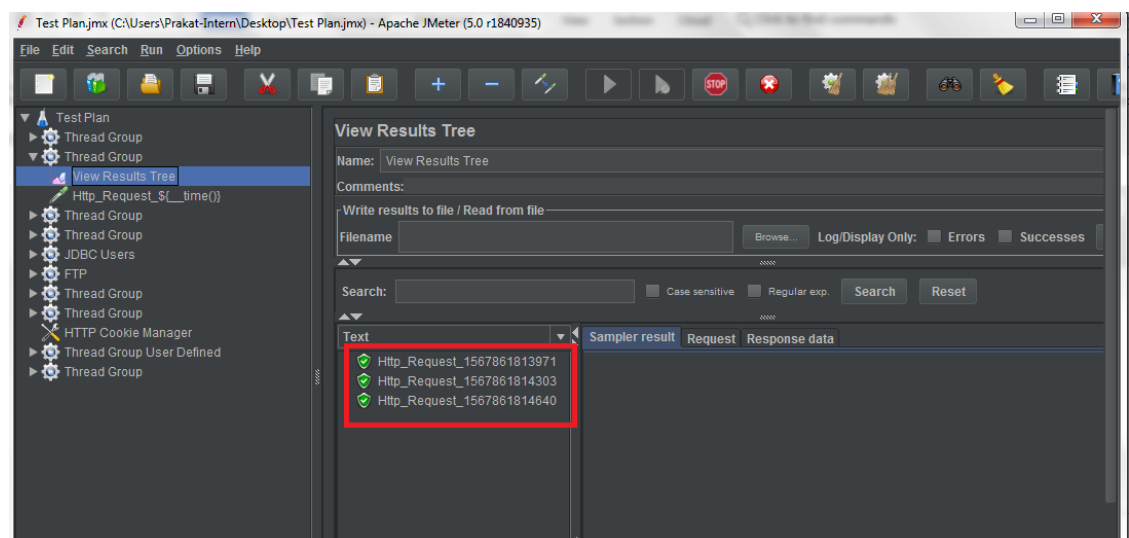 Test Plan.jmx (C:\Users\Prakat-Intern\Desktop\Test Plan.jmx) - Apache JMeter (5.0 r1840935)
File Edit Search Run Options Help
STOP
Test Plan
Thread Group
Thread Group
View Results Tree
Http_Request_${__time()}
Thread Group
Thread Group
JDBC Users
FTP
Thread Group
Thread Group
HTTP Cookie Manager
Thread Group User Defined
Thread Group
View Results Tree
Name: View Results Tree
Comments:
Write results to file / Read from file
Filename Browse... Log/Display Only: Errors Successes
Search: Case sensitive Regular exp. Search Reset
Text Sampler result Request Response data
Http_Request_1567861813971
Http_Request_1567861814303
Http_Request_1567861814640